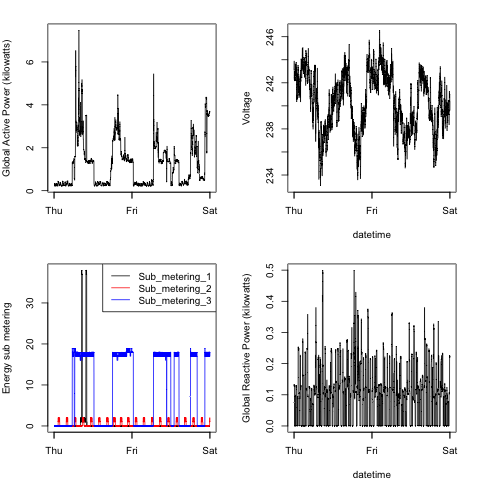 Global Active Power (kilowatts)
0
2
4
6
Thu
Fri
Sat
Voltage
234
238
242
246
Thu
Fri
Sat
datetime
Energy sub metering
0
10
20
30
Sub_metering_1
Sub_metering_2
Sub_metering_3
Thu
Fri
Sat
Global Reactive Power (kilowatts)
0.0
0.1
0.2
0.3
0.4
0.5
Thu
Fri
Sat
datetime